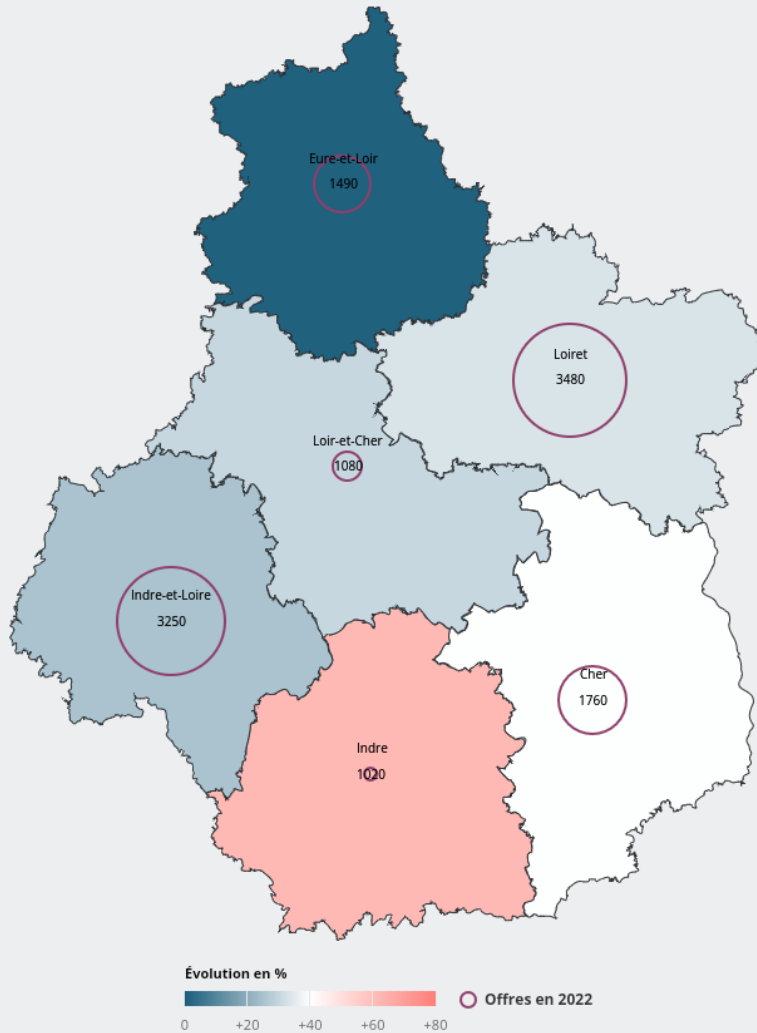 Eure-et-Loir
1490
Loiret
3480
Loir-et-Cher
1080
Indre-et-Loire
3250
Cher
1760
Indre
1020
Évolution en %
0 +20 +40 +60 +80
Offres en 2022